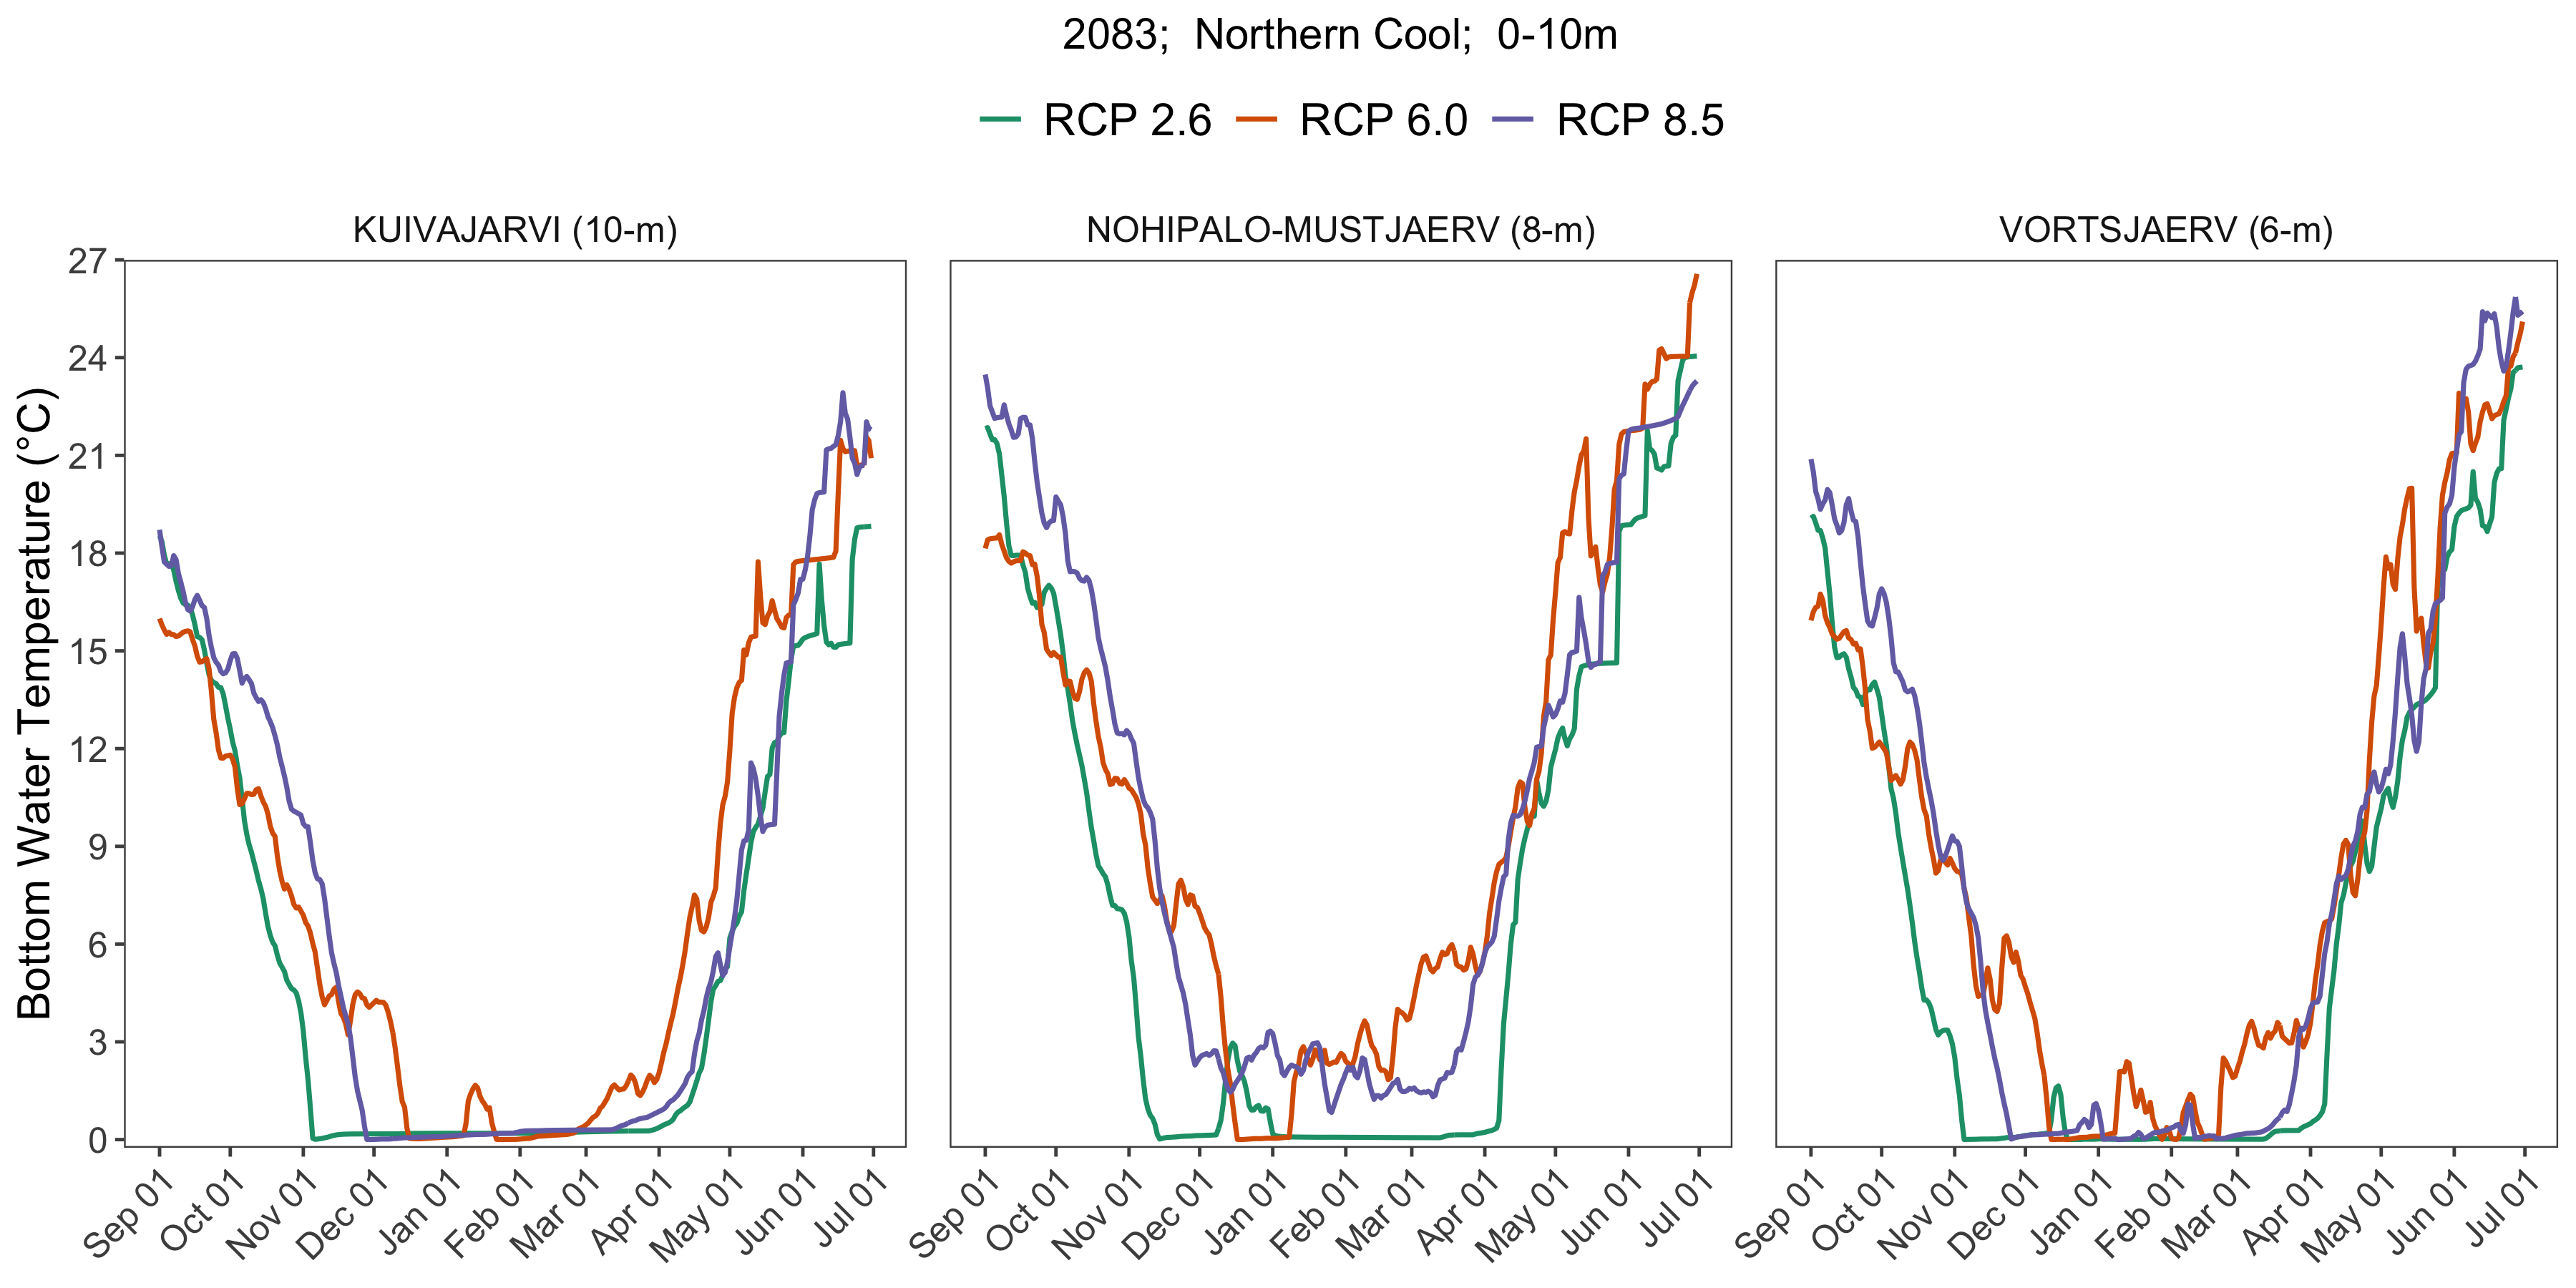 2083;  Northern Cool;  0-10m
RCP 2.6 RCP 6.0 RCP 8.5
KUIVAJARVI (10-m) NOHIPALO-MUSTJAERV (8-m) VORTSJAERV (6-m)
Bottom Water Temperature (°C)
27
24
21
18
15
12
9
6
3
0
Sep 01 Oct 01 Nov 01 Dec 01 Jan 01 Feb 01 Mar 01 Apr 01 May 01 Jun 01 Jul 01 Sep 01 Oct 01 Nov 01 Dec 01 Jan 01 Feb 01 Mar 01 Apr 01 May 01 Jun 01 Jul 01 Sep 01 Oct 01 Nov 01 Dec 01 Jan 01 Feb 01 Mar 01 Apr 01 May 01 Jun 01 Jul 01